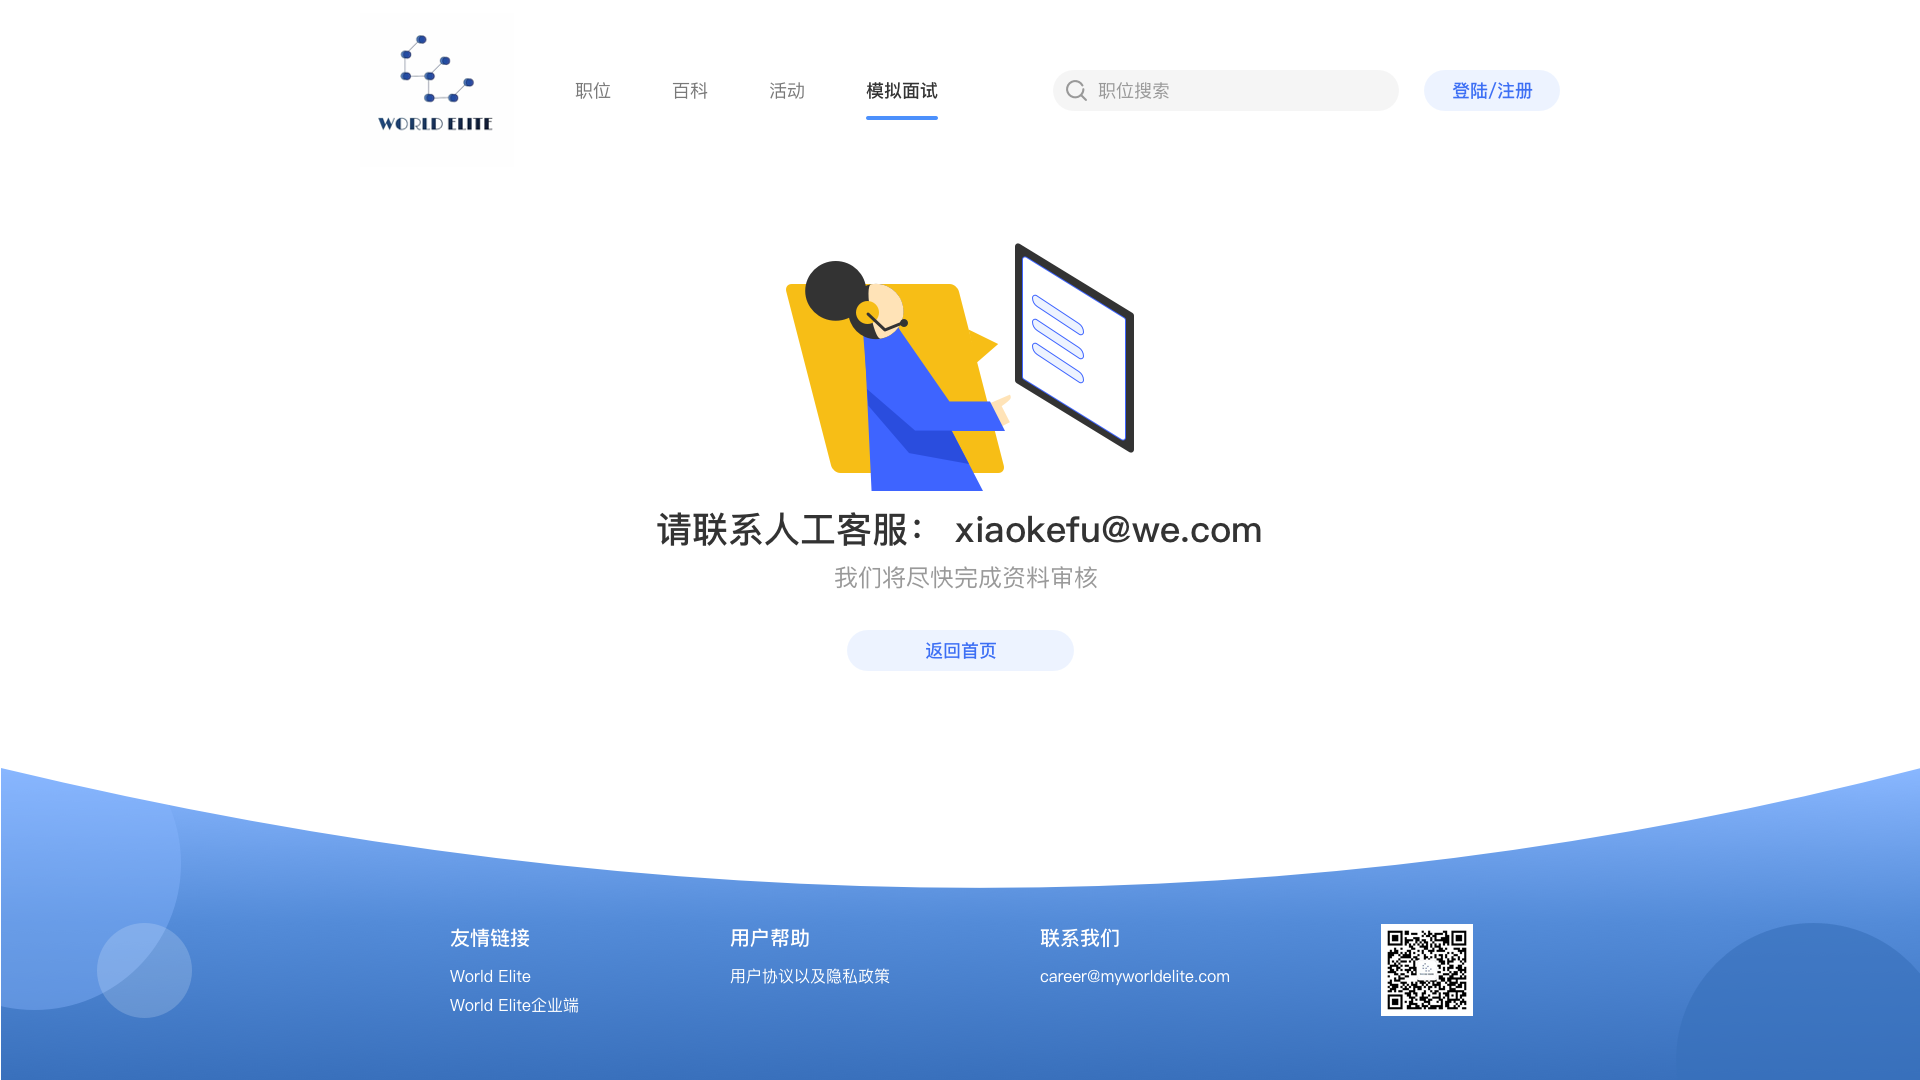 WORLD ELITE
职位
百科
活动
模拟面试
职位搜索
登陆/注册
请联系人工客服： xiaokefu@we.com
我们将尽快完成资料审核
返回首页
友情链接
World Elite
World Elite企业端
用户帮助
用户协议以及隐私政策
联系我们
career@myworldelite.com